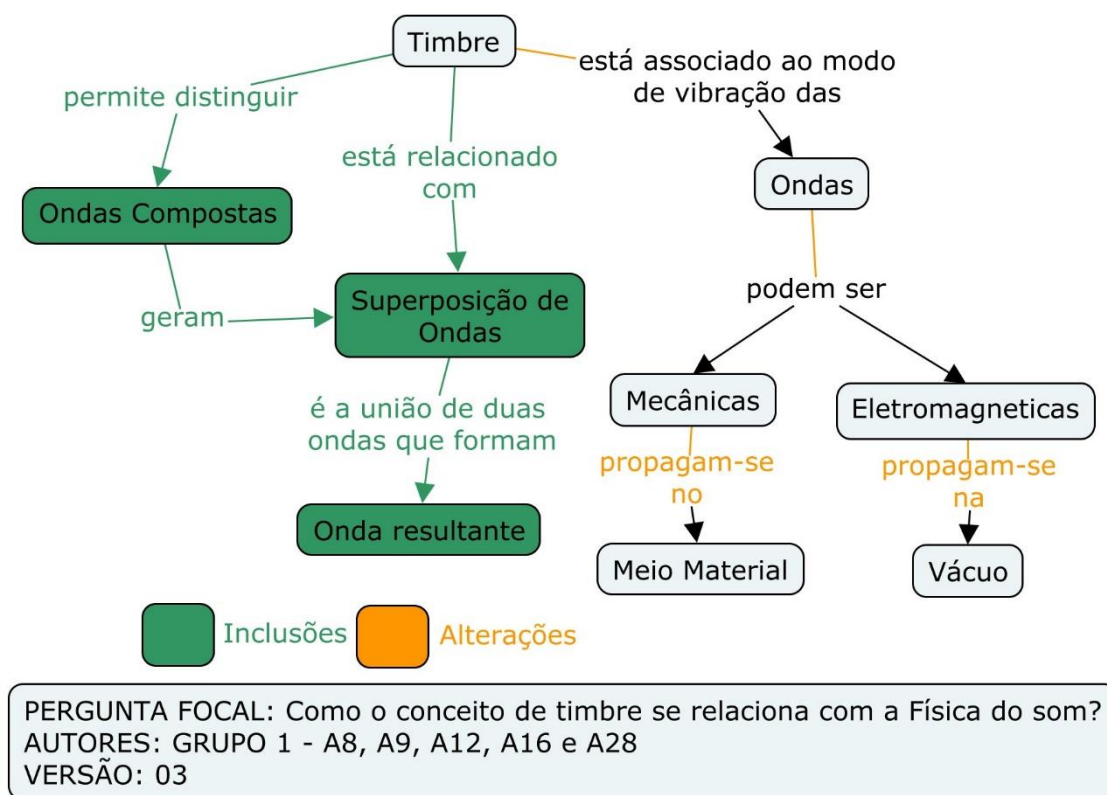 Timbre
está associado ao modo
de vibração das
permite distinguir
está relacionado
com
Ondas
Ondas Compostas
geram
Superposição de
Ondas
podem ser
é a união de duas
ondas que formam
Mecânicas
Eletromagneticas
propagam-se
no
propagam-se
na
Onda resultante
Meio Material
Vácuo
Inclusões
Alterações
PERGUNTA FOCAL: Como o conceito de timbre se relaciona com a Física do som?
AUTORES: GRUPO 1 - A8, A9, A12, A16 e A28
VERSÃO: 03